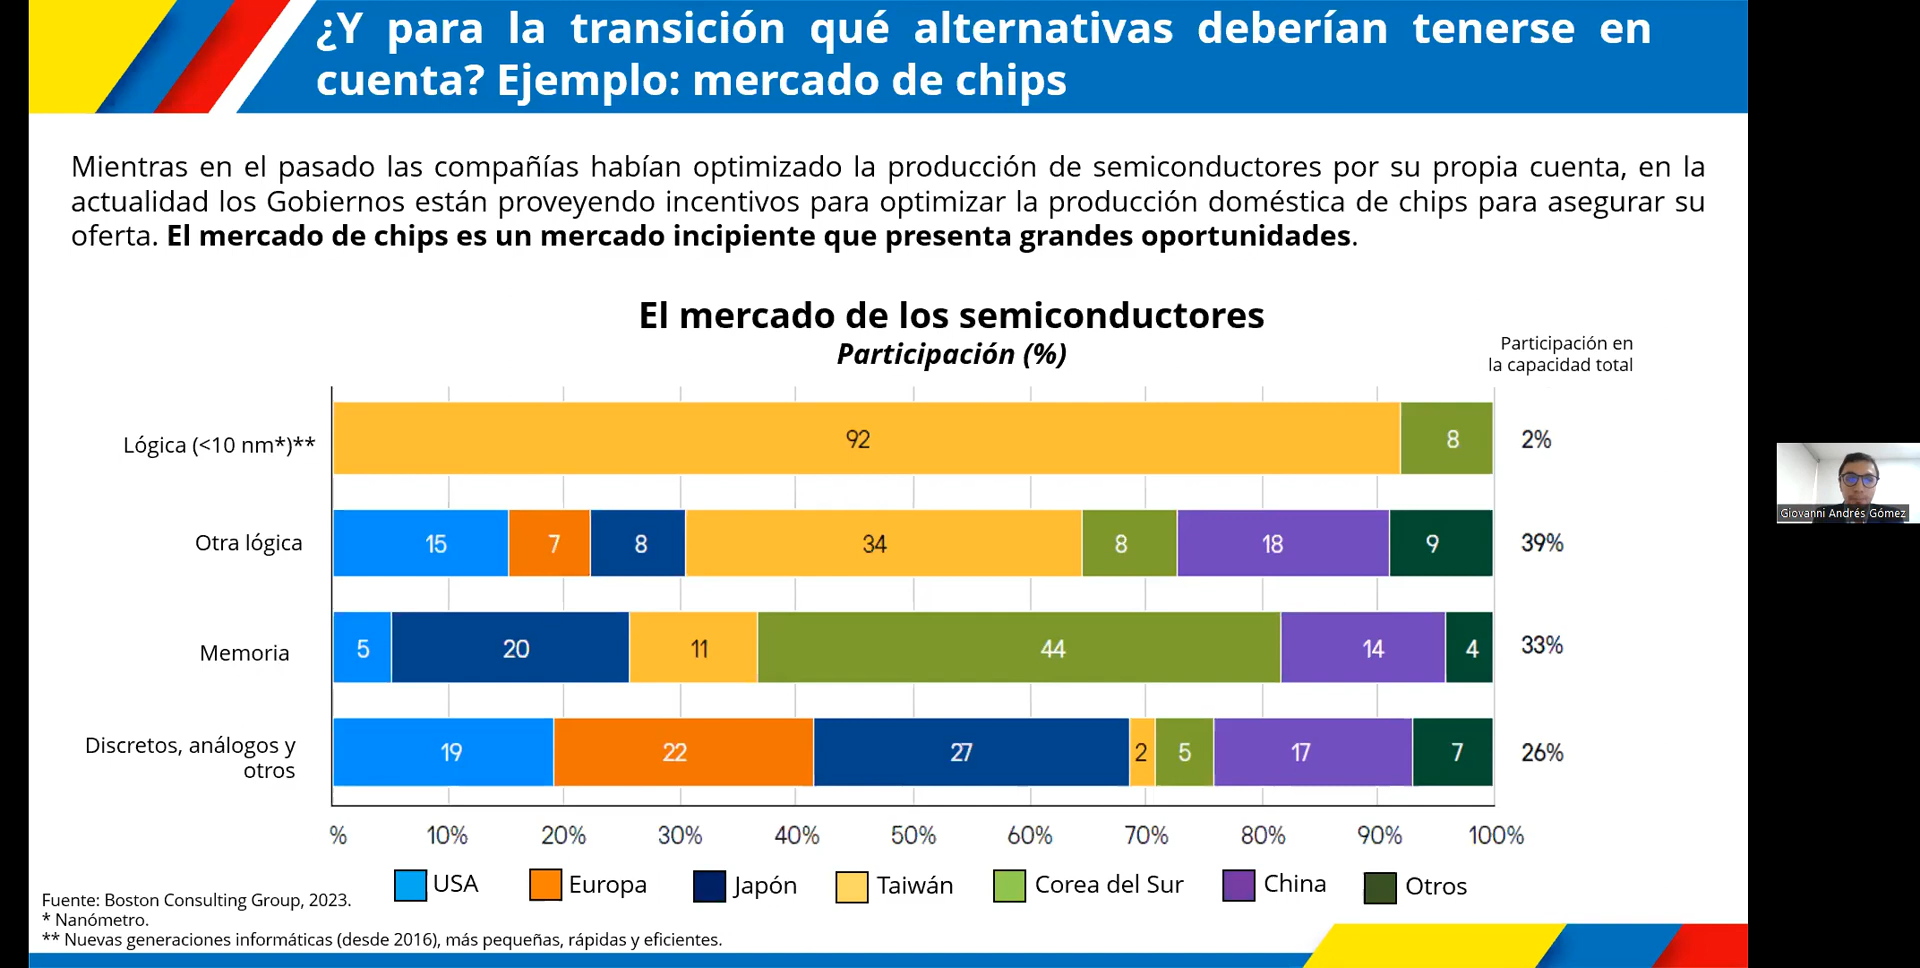 ¿Y para la transición qué alternativas deberían tenerse en
cuenta? Ejemplo: mercado de chips
Mientras en el pasado las compañías habían optimizado la producción de semiconductores por su propia cuenta, en la
actualidad los Gobiernos están proveyendo incentivos para optimizar la producción doméstica de chips para asegurar su
oferta. El mercado de chips es un mercado incipiente que presenta grandes oportunidades.
El mercado de los semiconductores
Participación (%)
Participación en
la capacidad total
Lógica (<10 nm*)** 92 8 2%
Otra lógica 15 7 8 34 8 18 9 39%
Memoria 5 20 11 44 14 4 33%
Discretos, análogos y
otros 19 22 27 2 5 17 7 26%
% 10% 20% 30% 40% 50% 60% 70% 80% 90% 100%
USA Europa Japón Taiwán Corea del Sur China Otros
Fuente: Boston Consulting Group, 2023.
* Nanómetro.
** Nuevas generaciones informáticas (desde 2016), más pequeñas, rápidas y eficientes.
Giovanni Andrés Gómez